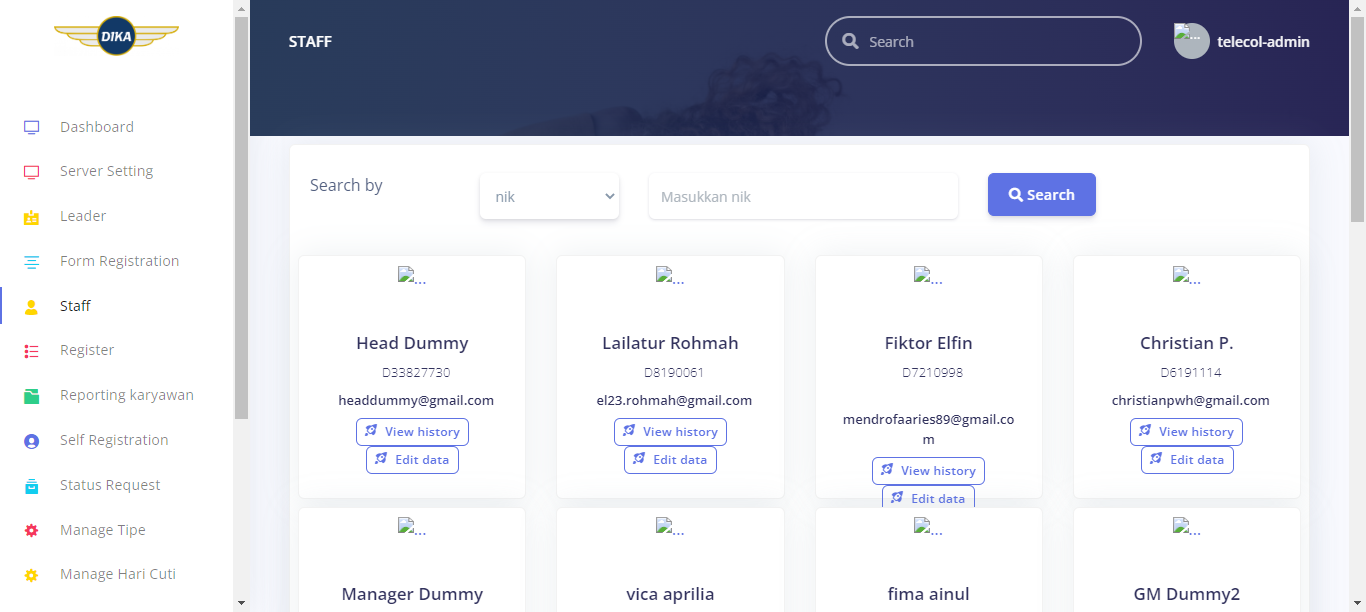 DIKA
Dashboard
Server Setting
Leader
Form Registration
Staff
Register
Reporting karyawan
Self Registration
Status Request
Manage Tipe
Manage Hari Cuti
STAFF
Search
... telecol-admin
Search by
nik
Masukkan nik
Search
... ... ... ...
Head Dummy Lailatur Rohmah Fiktor Elfin Christian P.
D33827730 D8190061 D7210998 D6191114
headdummy@gmail.com el23.rohmah@gmail.com christianpwh@gmail.com
mendrofaaries89@gmail.co
m
View history View history View history View history
Edit data Edit data Edit data Edit data
... ... ... ...
Manager Dummy vica aprilia fima ainul GM Dummy2